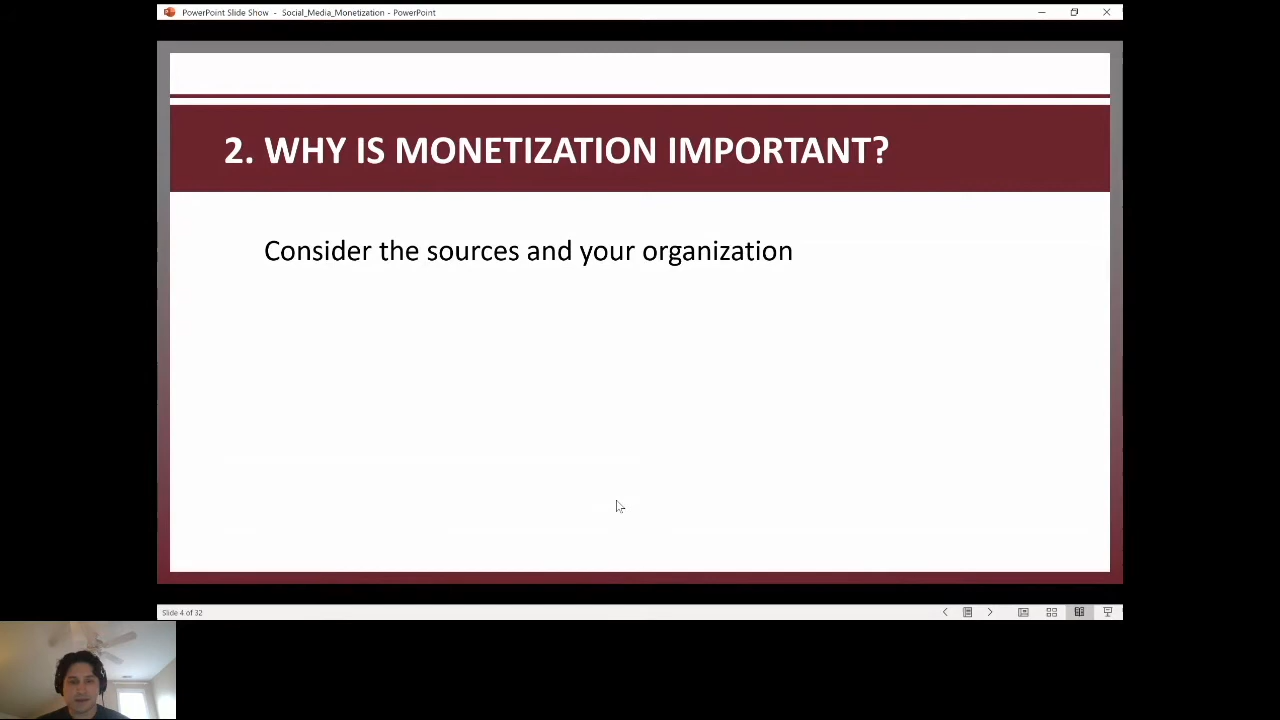 PowerPoint Slide Show - Social_Media_Monetization - PowerPoint
2. WHY IS MONETIZATION IMPORTANT?
Consider the sources and your organization
Slide 4 of 32